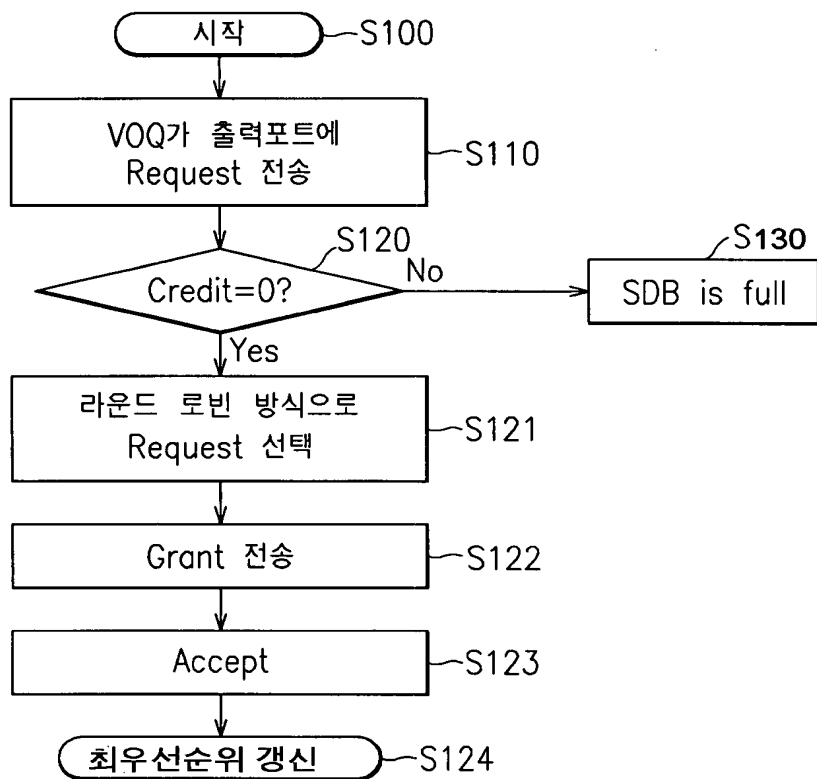 시작
S100
VOQ가 출력포트에
Request 전송
S110
S120
Credit=0?
No
S130
SDB is full
Yes
라운드 로빈 방식으로
Request 선택
S121
Grant 전송
S122
Accept
S123
최우선순위 갱신
S124